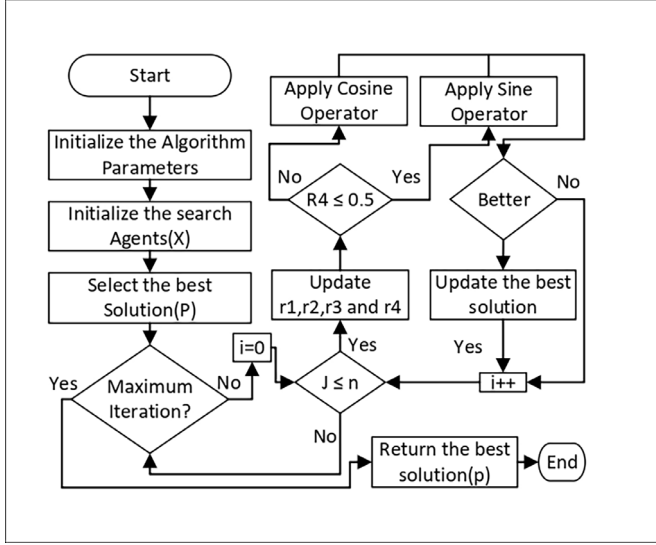 Start
Initialize the Algorithm
Parameters
Initialize the search
Agents(X)
Select the best
Solution(P)
Maximum
Iteration?
Yes
No
i=0
J ≤ n
Yes
No
Update
r1,r2,r3 and r4
R4 ≤ 0.5
No
Yes
Apply Cosine
Operator
Apply Sine
Operator
Better
No
Update the best
solution
Yes
i++
Return the best
solution(p)
End